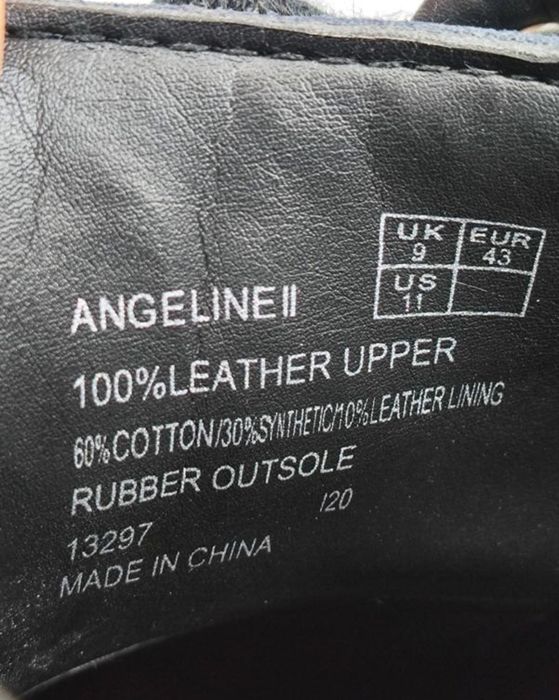 UK EUR
9 43
US
11
ANGELINE II
100%LEATHER UPPER
60%COTTON/30%SYNTHETIC/10%LEATHER LINING
RUBBER OUTSOLE
13297 /20
MADE IN CHINA